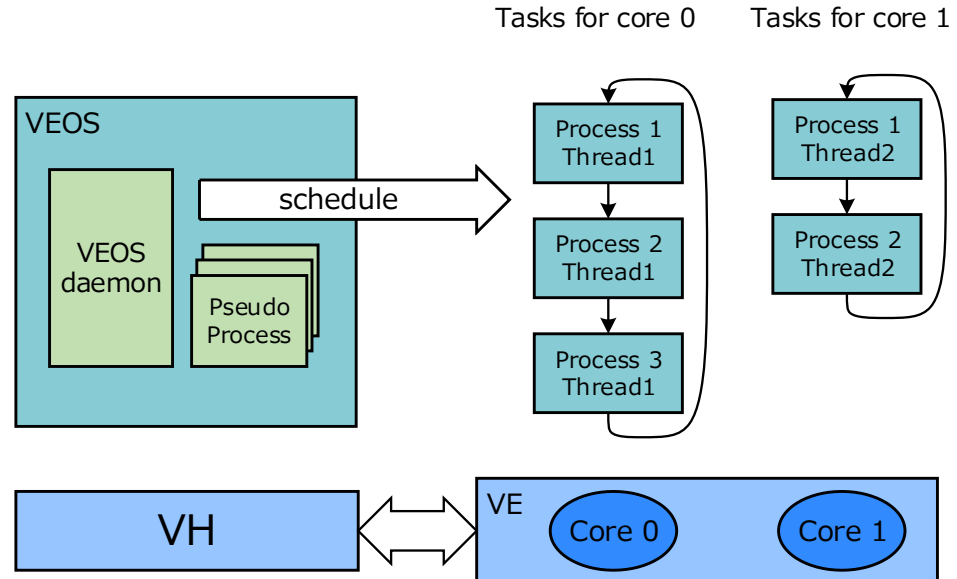 Tasks for core 0
Tasks for core 1
VEOS
VEOS
daemon
schedule
Pseudo
Process
Process 1
Thread1
Process 2
Thread1
Process 3
Thread1
Process 1
Thread2
Process 2
Thread2
VH
VE
Core 0
Core 1